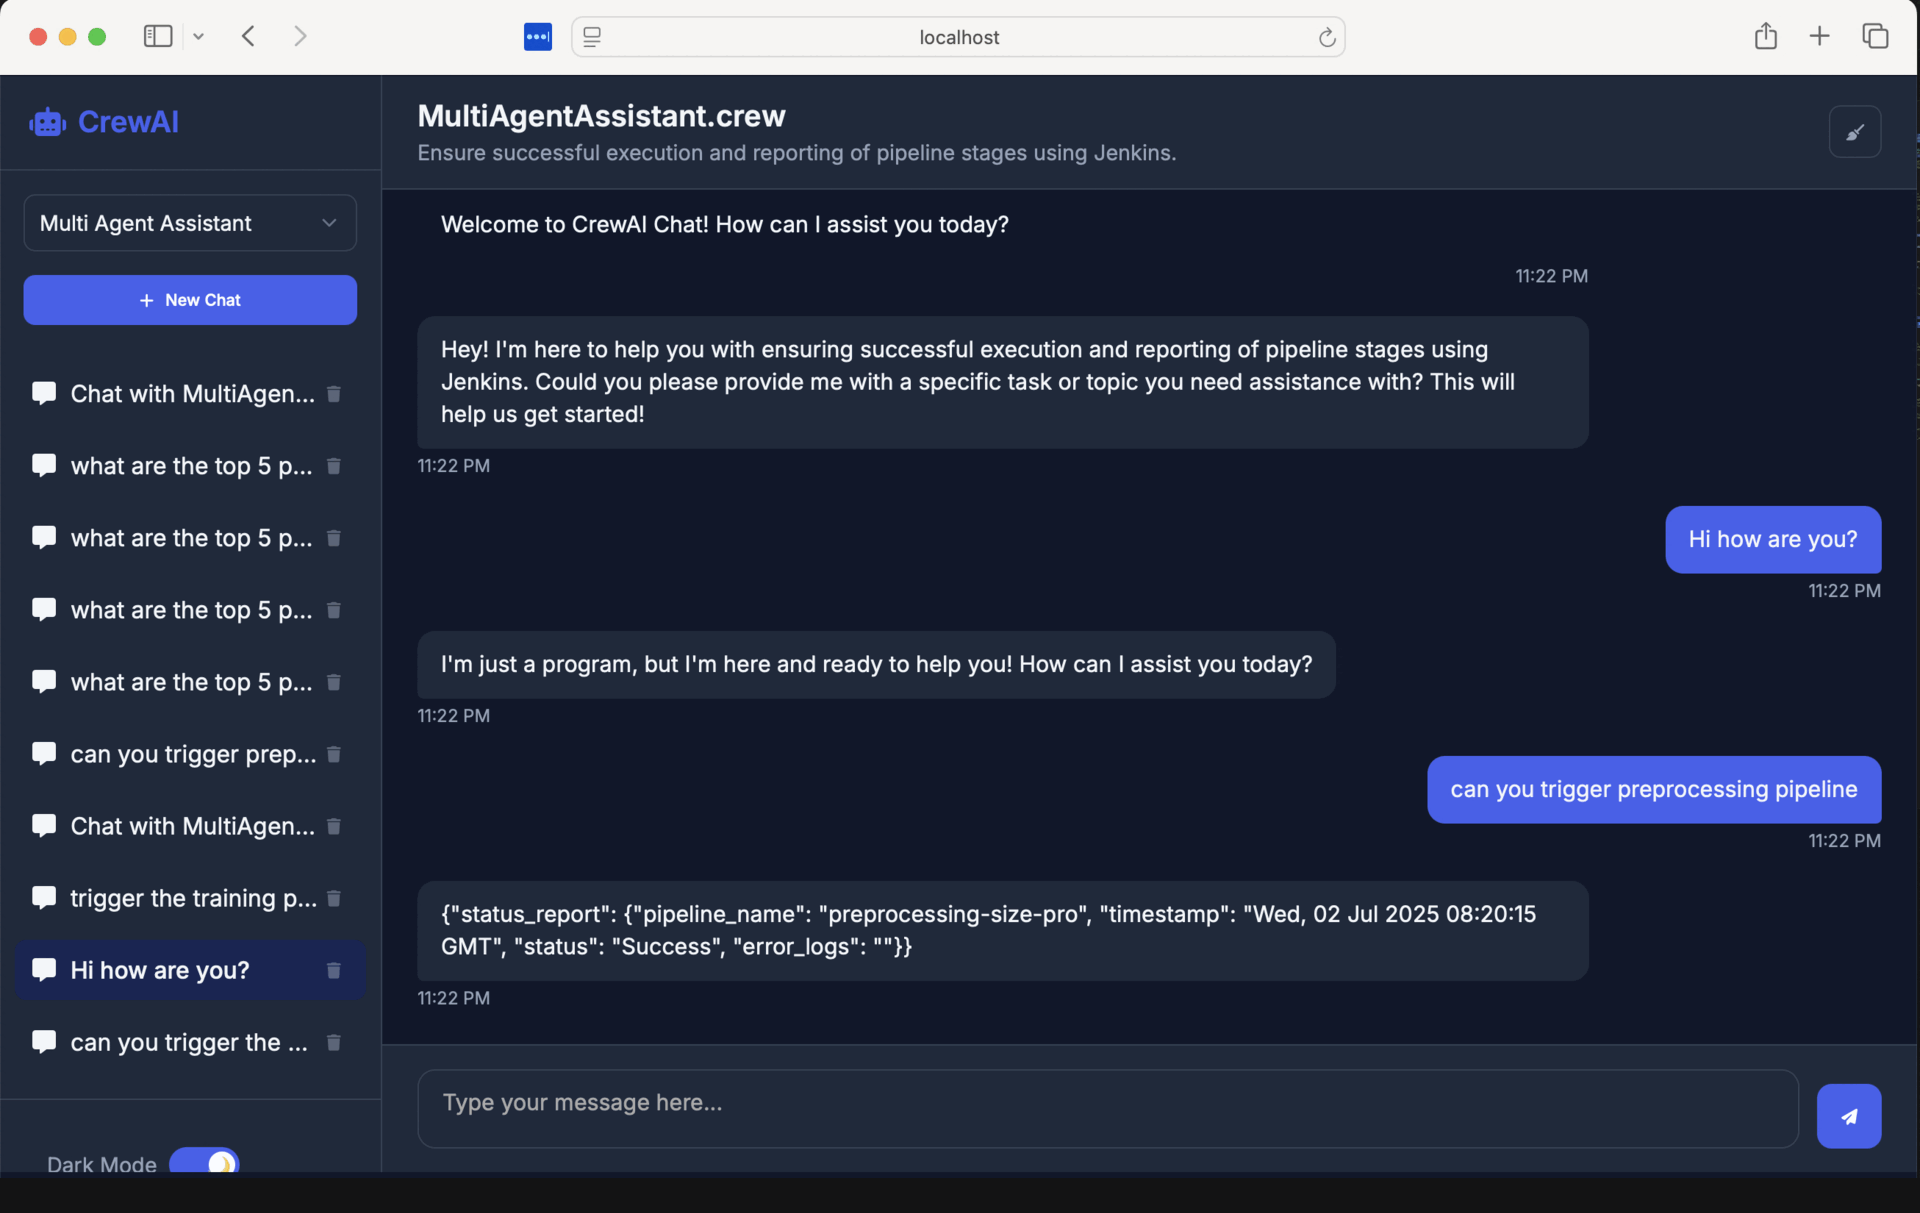 localhost
CrewAI
Multi Agent Assistant
+ New Chat
Chat with MultiAgen...
what are the top 5 p...
what are the top 5 p...
what are the top 5 p...
what are the top 5 p...
can you trigger prep...
Chat with MultiAgen...
trigger the training p...
Hi how are you?
can you trigger the ...
Dark Mode
MultiAgentAssistant.crew
Ensure successful execution and reporting of pipeline stages using Jenkins.
Welcome to CrewAI Chat! How can I assist you today?
11:22 PM
Hey! I'm here to help you with ensuring successful execution and reporting of pipeline stages using
Jenkins. Could you please provide me with a specific task or topic you need assistance with? This will
help us get started!
11:22 PM
Hi how are you?
11:22 PM
I'm just a program, but I'm here and ready to help you! How can I assist you today?
11:22 PM
can you trigger preprocessing pipeline
11:22 PM
{"status_report": {"pipeline_name": "preprocessing-size-pro", "timestamp": "Wed, 02 Jul 2025 08:20:15
GMT", "status": "Success", "error_logs": ""}}
11:22 PM
Type your message here...